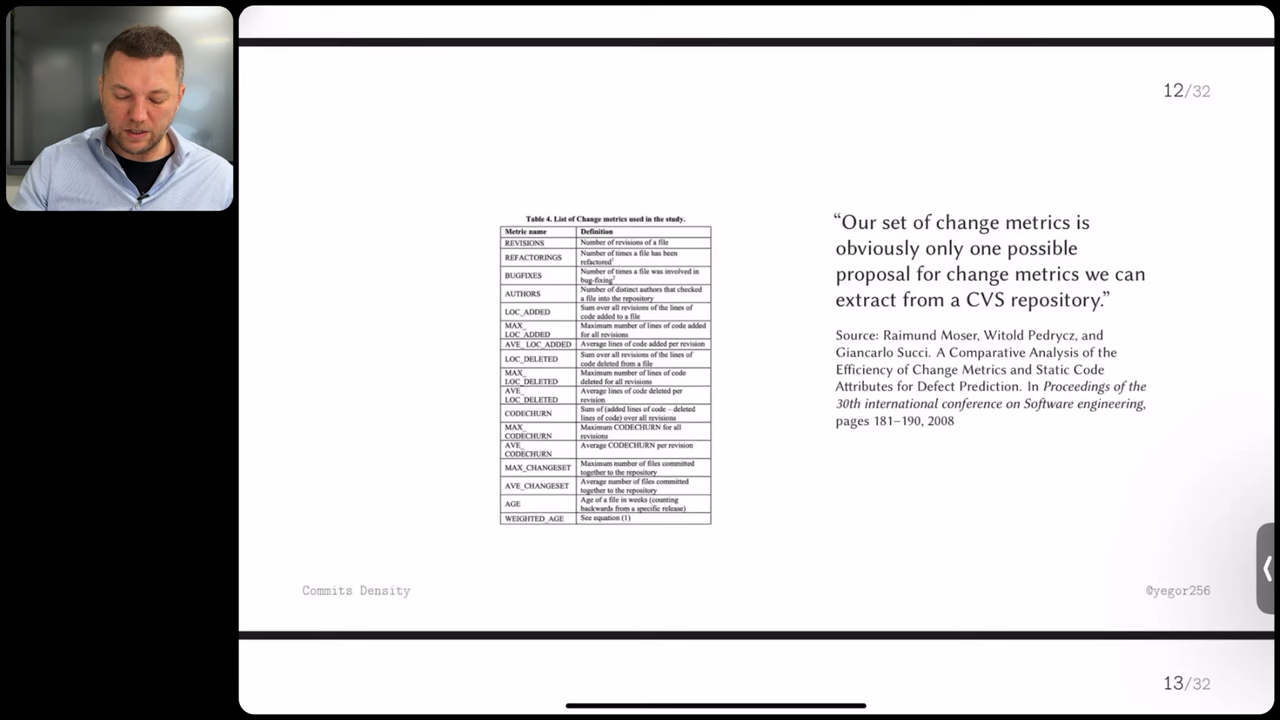 12/32
Table 4. List of Change metrics used in the study.
Metric name Definition
REVISIONS Number of revisions of a file
REFACTORINGS Number of times a file has been
refactored1
BUGFIXES Number of times a file was involved in
bug-fixing2
AUTHORS Number of distinct authors that checked
a file into the repository
LOC_ADDED Sum over all revisions of the lines of
code added to a file
MAX_
LOC_ADDED Maximum number of lines of code added
for all revisions
AVE_LOC_ADDED Average lines of code added per revision
LOC_DELETED Sum over all revisions of the lines of
code deleted from a file
MAX_
LOC_DELETED Maximum number of lines of code
deleted for all revisions
AVE_
LOC_DELETED Average lines of code deleted per
revision
CODECHURN Sum of (added lines of code – deleted
lines of code) over all revisions
MAX_
CODECHURN Maximum CODECHURN for all
revisions
AVE_
CODECHURN Average CODECHURN per revision
MAX_CHANGESET Maximum number of files committed
together to the repository
AVE_CHANGESET Average number of files committed
together to the repository
AGE Age of a file in weeks (counting
backwards from a specific release)
WEIGHTED_AGE See equation (1)
“Our set of change metrics is
obviously only one possible
proposal for change metrics we can
extract from a CVS repository.”
Source: Raimund Moser, Witold Pedrycz, and
Giancarlo Succi. A Comparative Analysis of the
Efficiency of Change Metrics and Static Code
Attributes for Defect Prediction. In Proceedings of the
30th international conference on Software engineering,
pages 181–190, 2008
Commits Density
@yegor256
13/32